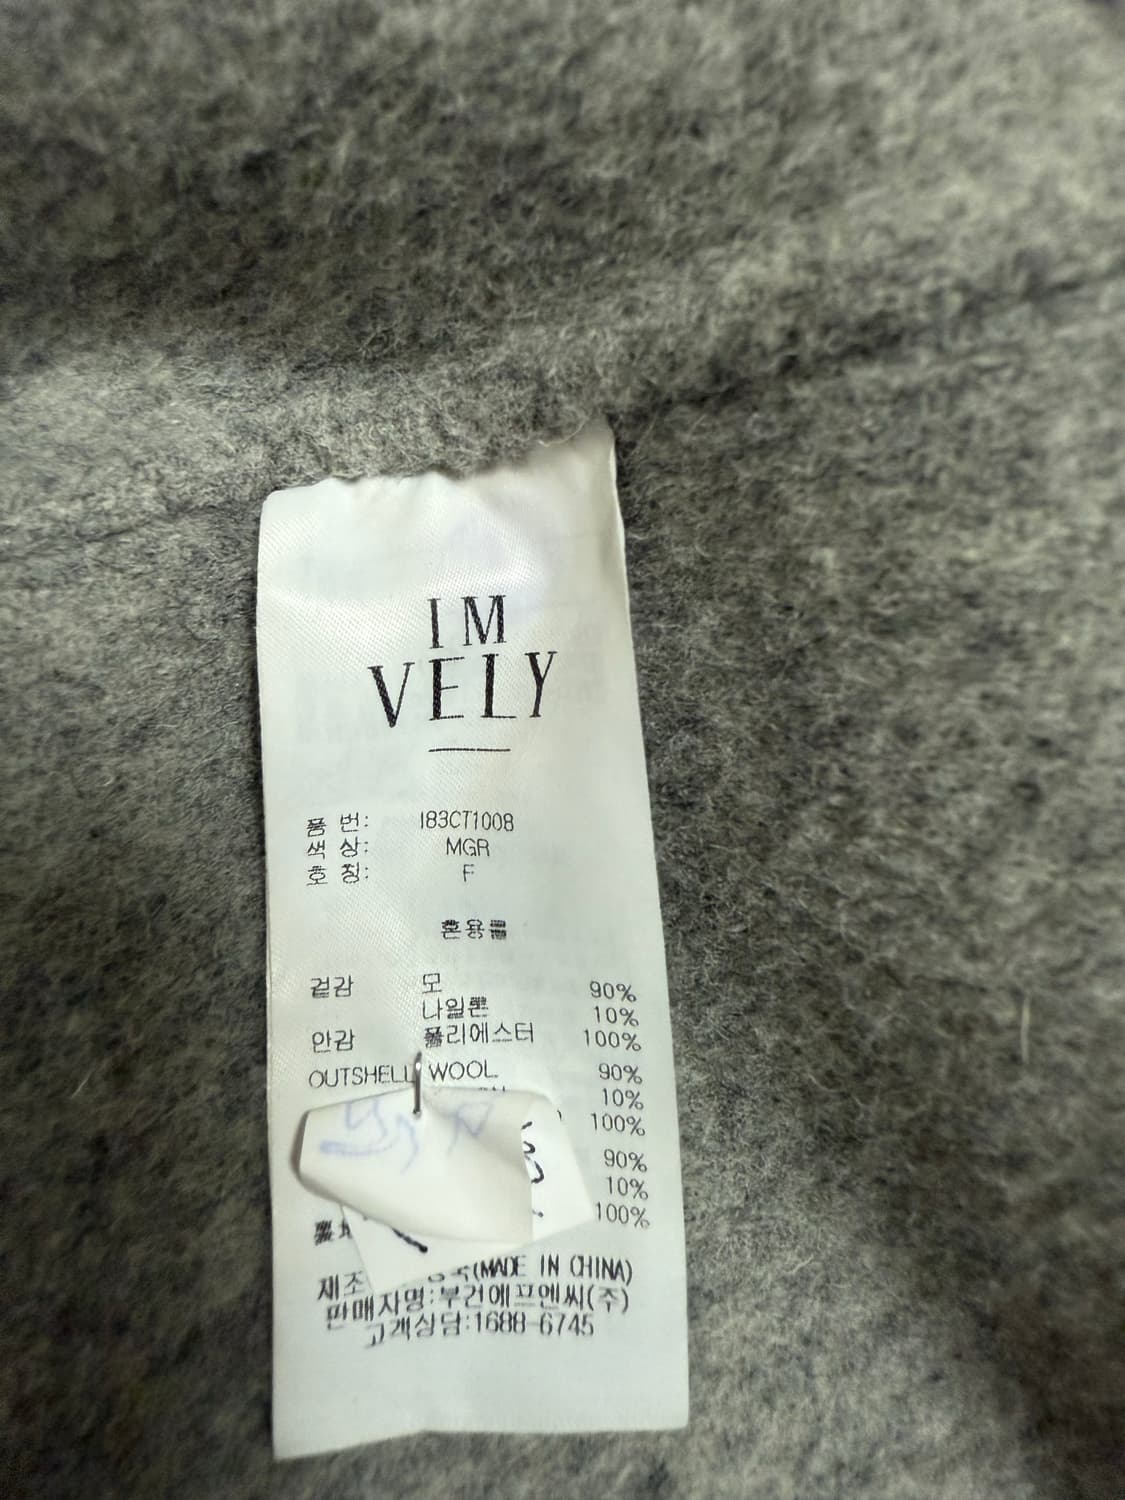 IM
VELY
품 번: I83CT1008
색 상: MGR
호 칭: F
혼용률
겉감 모 90%
나일론 10%
안감 폴리에스터 100%
OUTSHELL WOOL 90%
10%
100%
90%
10%
100%
제조 (MADE IN CHINA)
판매자명:부건에프엔씨(주)
고객상담:1688-6745